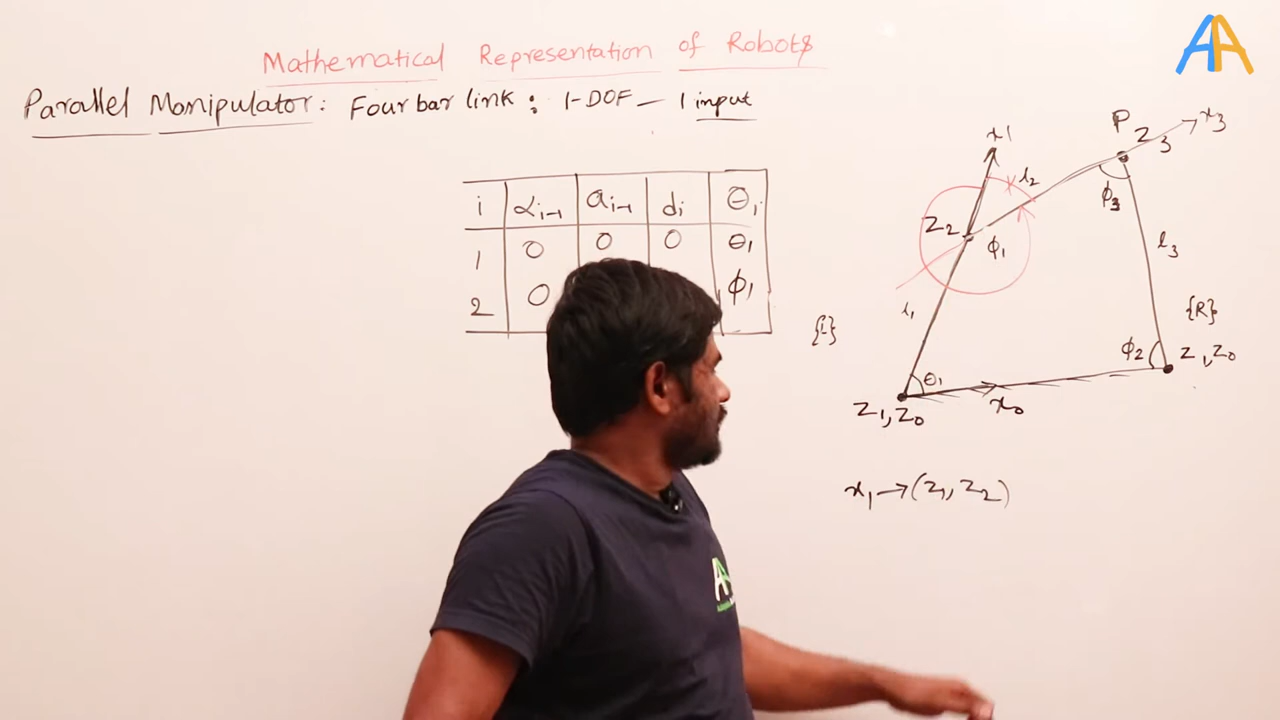 Mathematical Representation of Robots
Parallel Manipulator: Four bar link: 1-DOF — 1 input
i αi-1 ai-1 di θi
1 0 0 0 θ1
2 0 ϕ1
x1
P
Z3
x3
l2
Z2
ϕ1
ϕ3
l1
l3
{L}
{R}
θ1
ϕ2
Z1, Z0
x0
Z1, Z0
x1 → (Z1, Z2)
AA